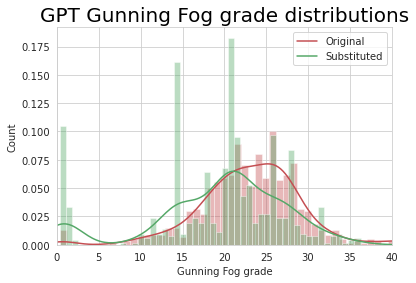 GPT Gunning Fog grade distributions
Original
Substituted
0.175
0.150
0.125
0.100
0.075
0.050
0.025
0.000
Count
0 5 10 15 20 25 30 35 40
Gunning Fog grade